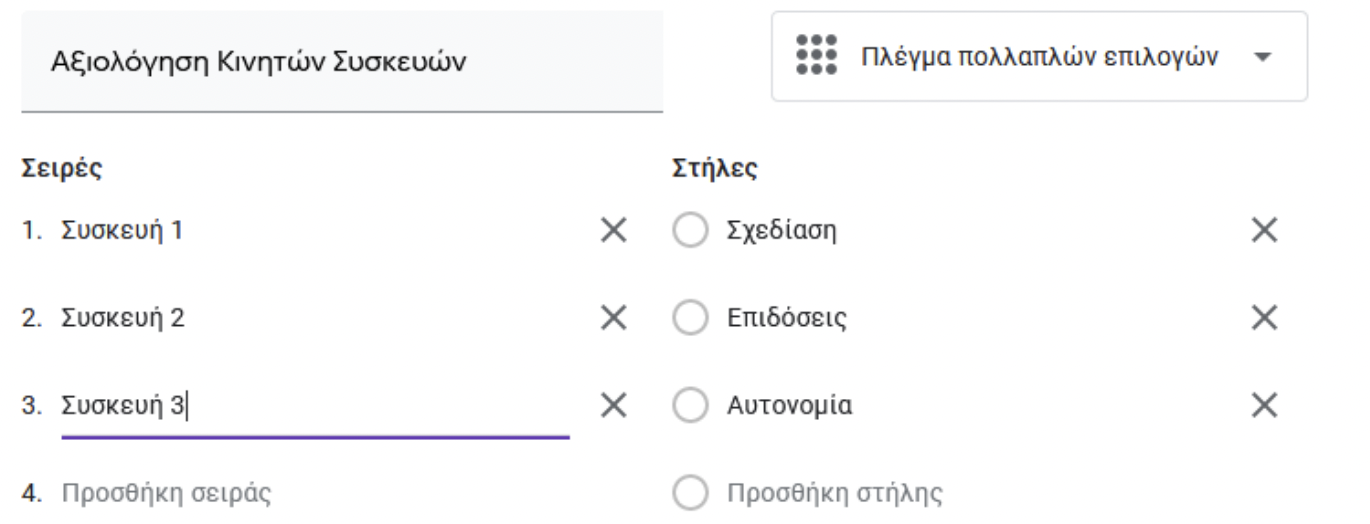 Αξιολόγηση Κινητών Συσκευών
Πλέγμα πολλαπλών επιλογών
Σειρές
Στήλες
1. Συσκευή 1
Σχεδίαση
2. Συσκευή 2
Επιδόσεις
3. Συσκευή 3
Αυτονομία
4. Προσθήκη σειράς
Προσθήκη στήλης